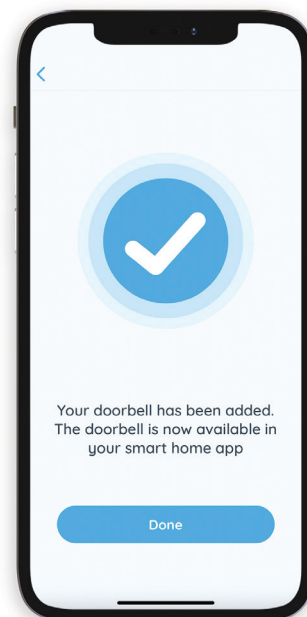 Your doorbell has been added.
The doorbell is now available in
your smart home app
Done